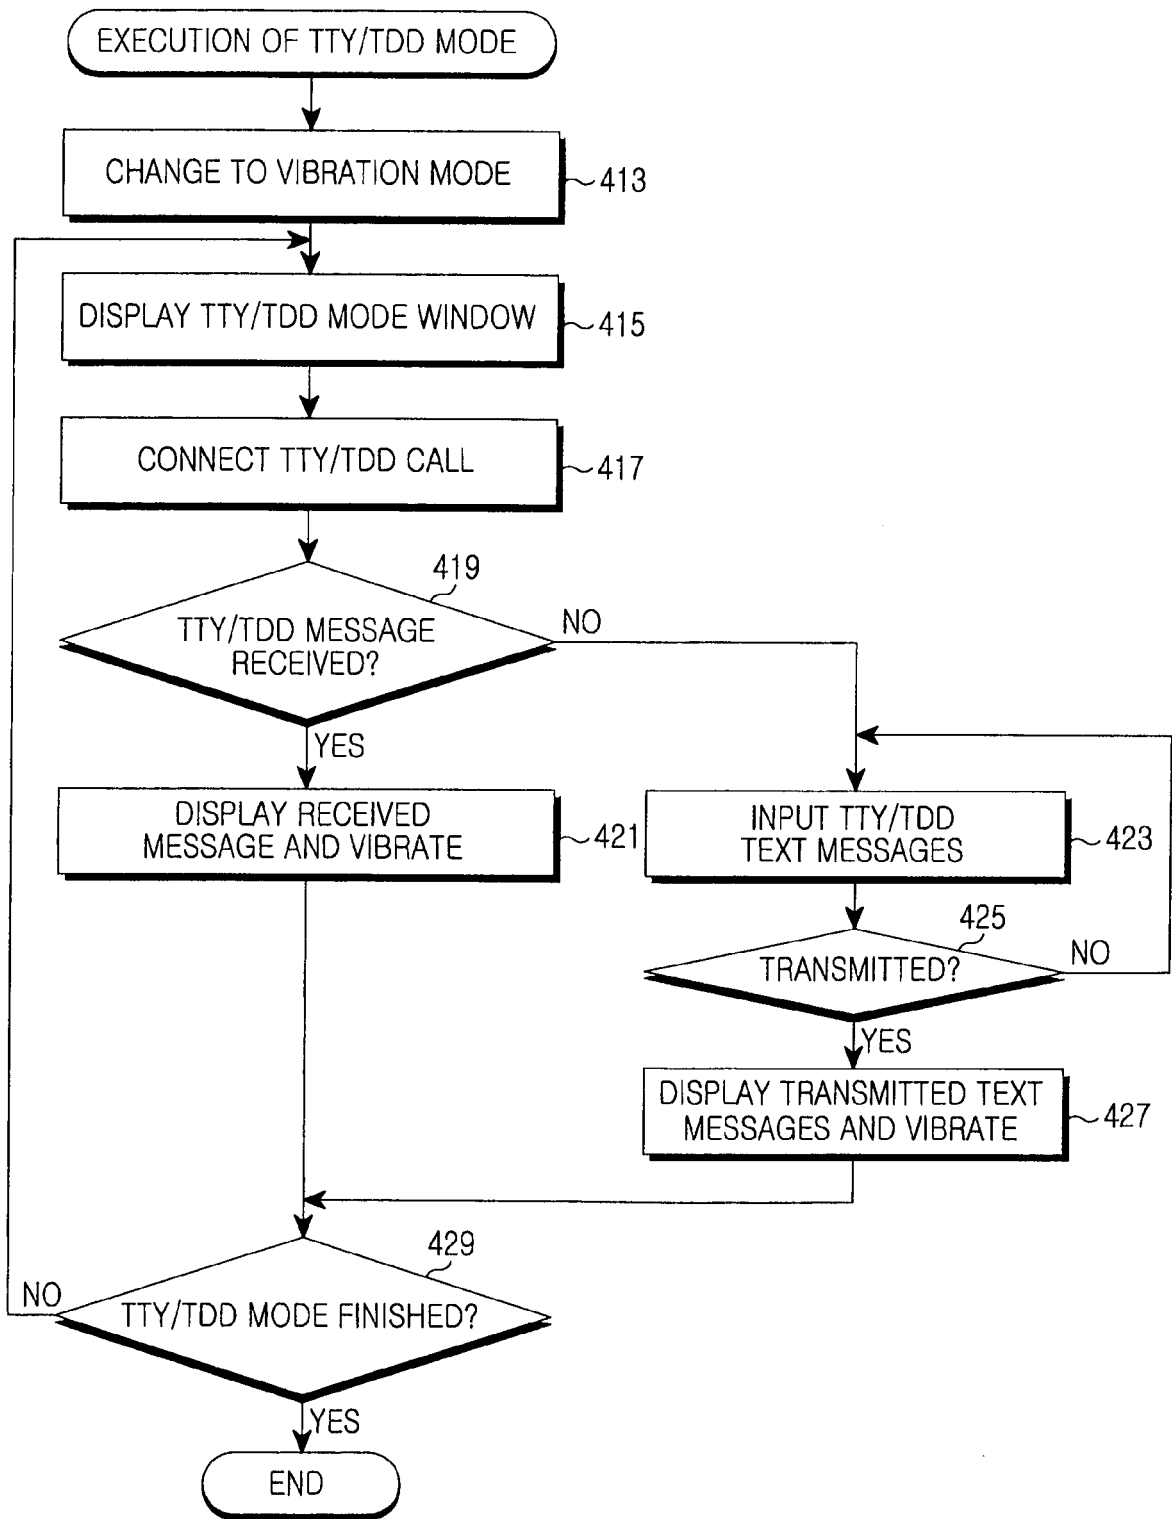 EXECUTION OF TTY/TDD MODE
CHANGE TO VIBRATION MODE
413
DISPLAY TTY/TDD MODE WINDOW
415
CONNECT TTY/TDD CALL
417
419
TTY/TDD MESSAGE
RECEIVED?
NO
YES
DISPLAY RECEIVED
MESSAGE AND VIBRATE
421
INPUT TTY/TDD
TEXT MESSAGES
423
425
TRANSMITTED?
NO
YES
DISPLAY TRANSMITTED TEXT
MESSAGES AND VIBRATE
427
429
TTY/TDD MODE FINISHED?
NO
YES
END